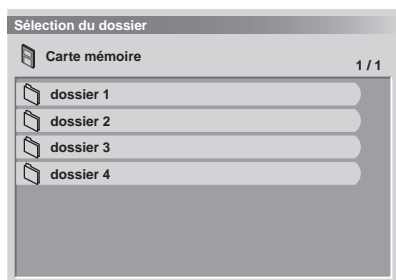 Sélection du dossier
Carte mémoire
1 / 1
dossier 1
dossier 2
dossier 3
dossier 4